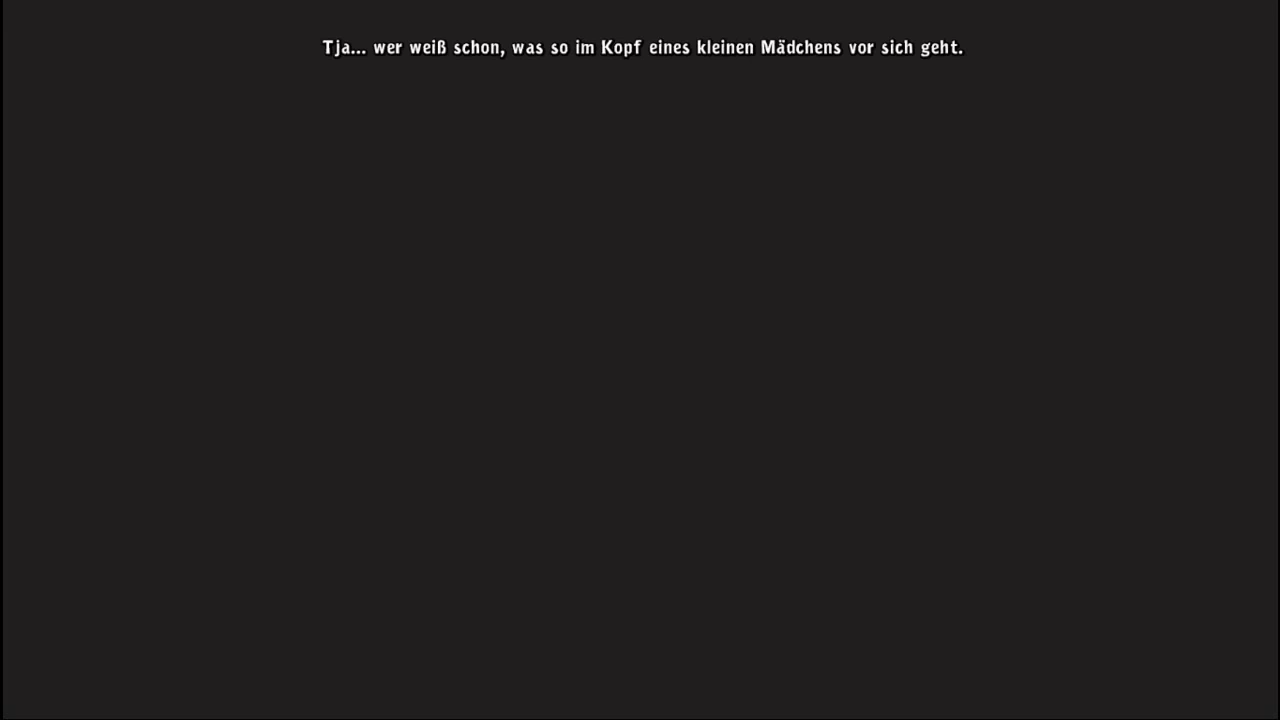 Tja... wer weiß schon, was so im Kopf eines kleinen Mädchens vor sich geht.